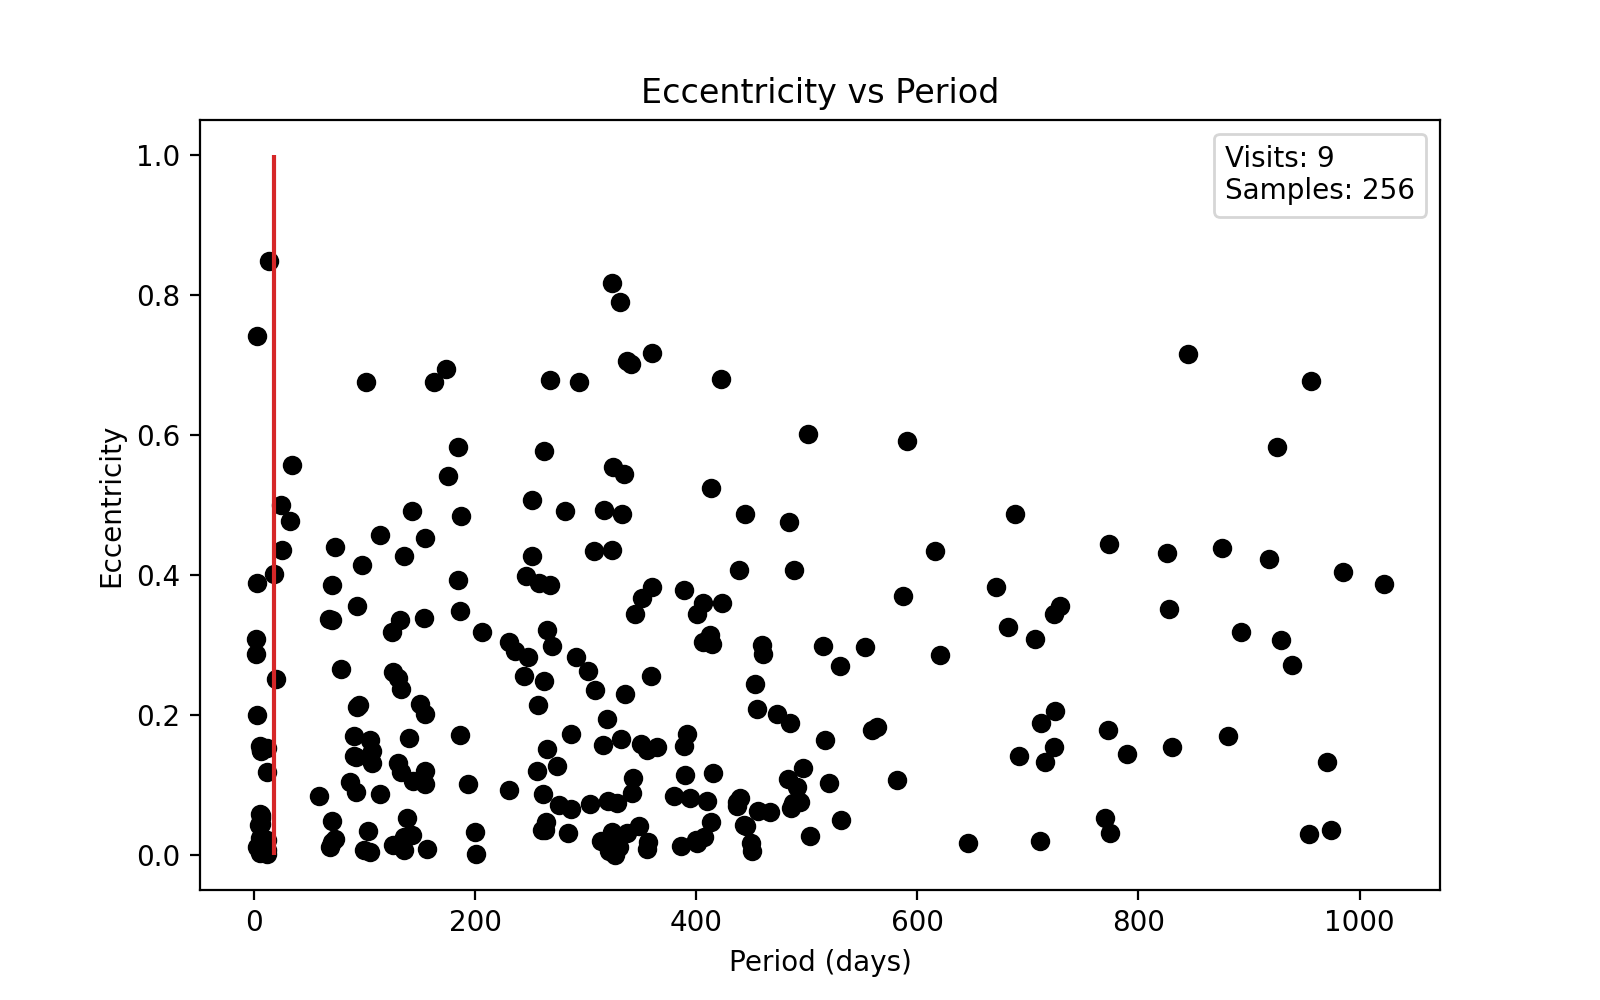 Eccentricity vs Period
Visits: 9
Samples: 256
1.0
0.8
0.6
0.4
0.2
0.0
Eccentricity
0 200 400 600 800 1000
Period (days)